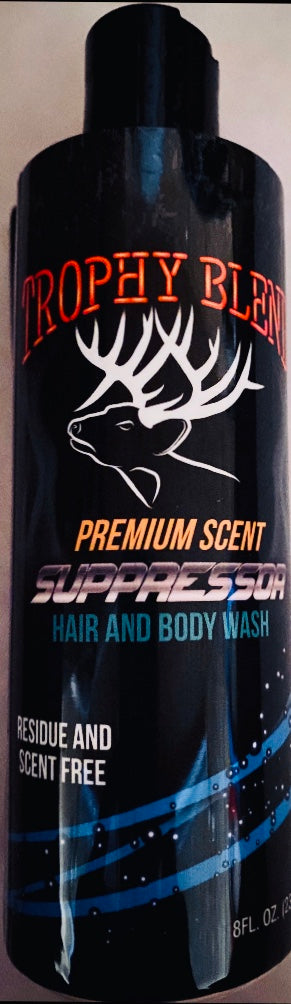 TROPHY BLEND
PREMIUM SCENT
SUPPRESSOR
HAIR AND BODY WASH
RESIDUE AND
SCENT FREE
8FL. OZ.